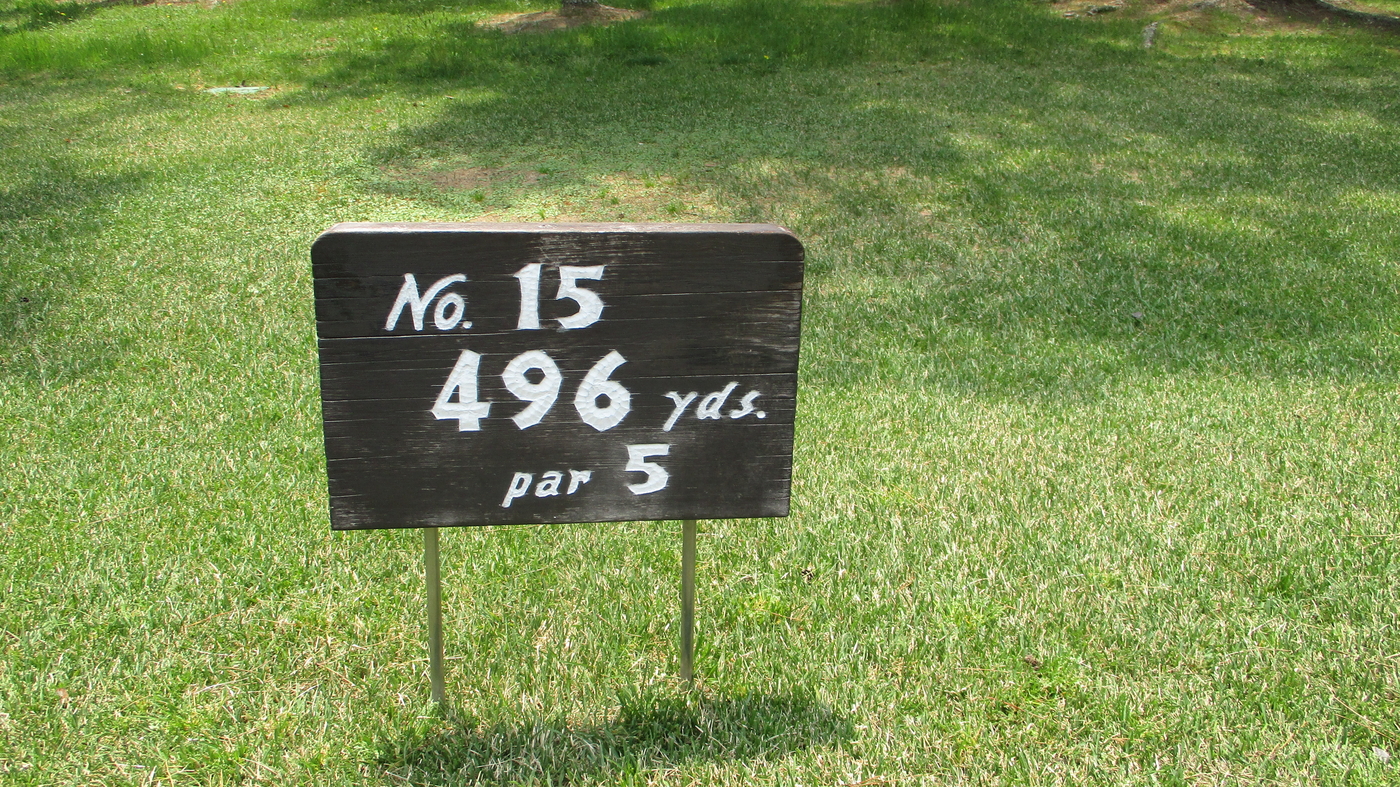 No. 15
496 yds.
par 5